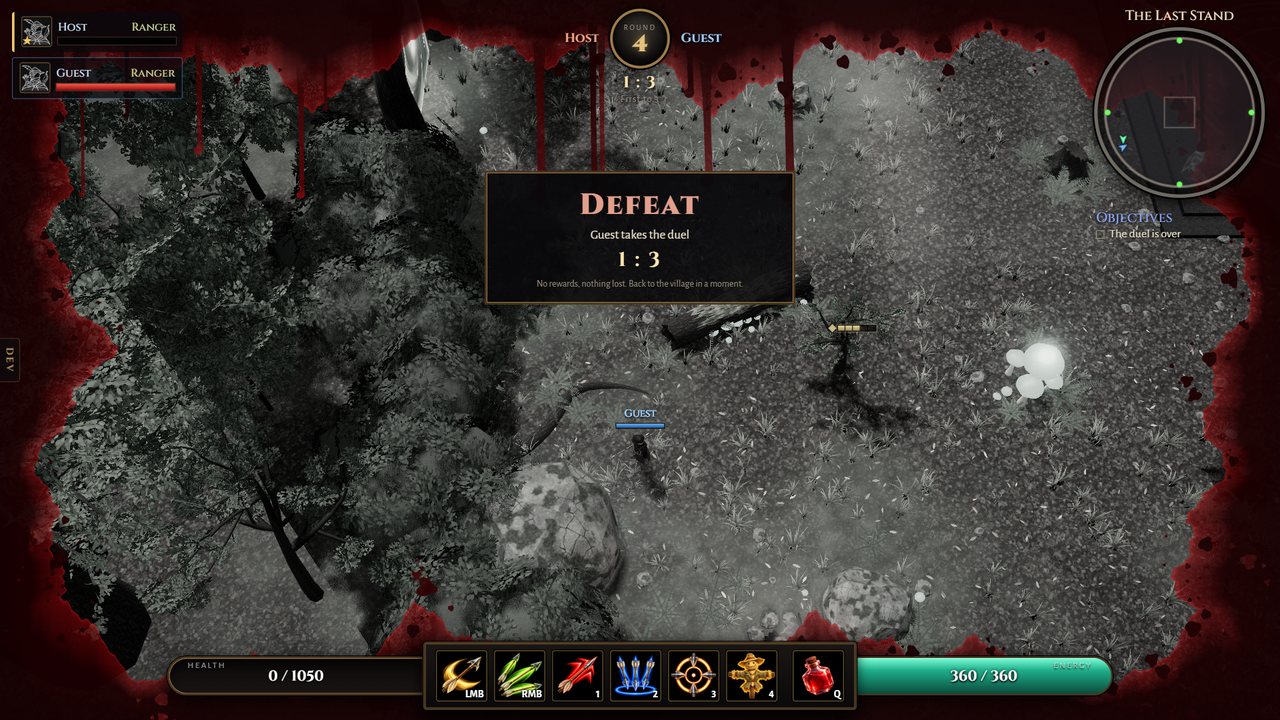 HOST RANGER
GUEST RANGER
HOST
ROUND
4
GUEST
1 : 3
THE LAST STAND
DEFEAT
Guest takes the duel
1 : 3
No rewards, nothing lost. Back to the village in a moment.
OBJECTIVES
The duel is over
DEV
GUEST
HEALTH
0 / 1050
LMB
RMB
1
2
3
4
Q
ENERGY
360 / 360